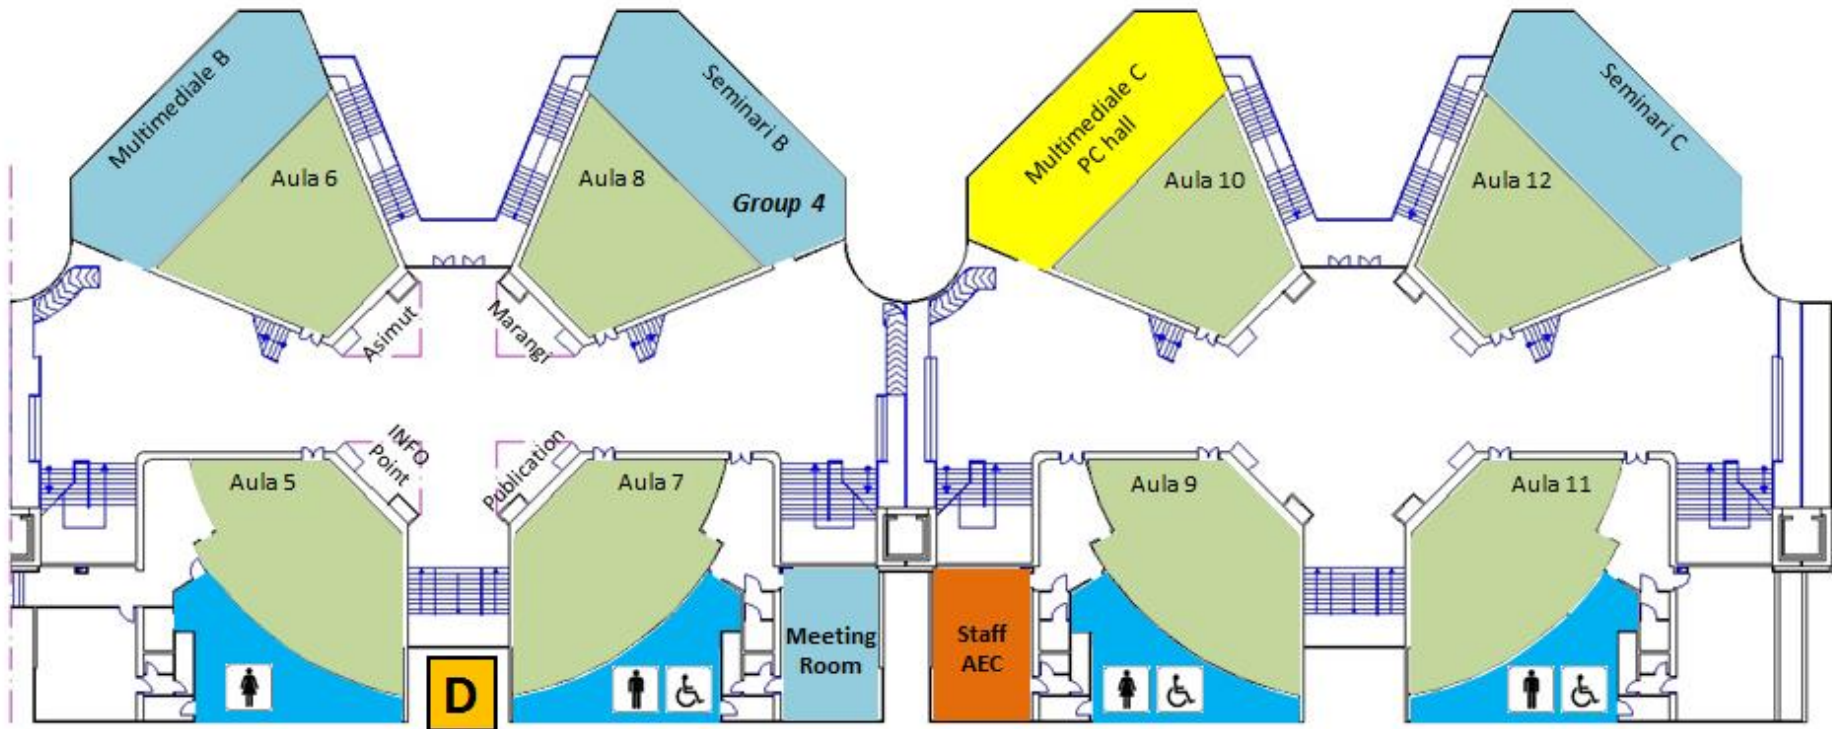 Multimediale B
Aula 6
Aula 8
Seminari B
Group 4
Multimediale C
PC hall
Aula 10
Aula 12
Seminari C
Asimut
Marangi
INFO
Point
Publication
Aula 5
Aula 7
Aula 9
Aula 11
Meeting
Room
Staff
AEC
D